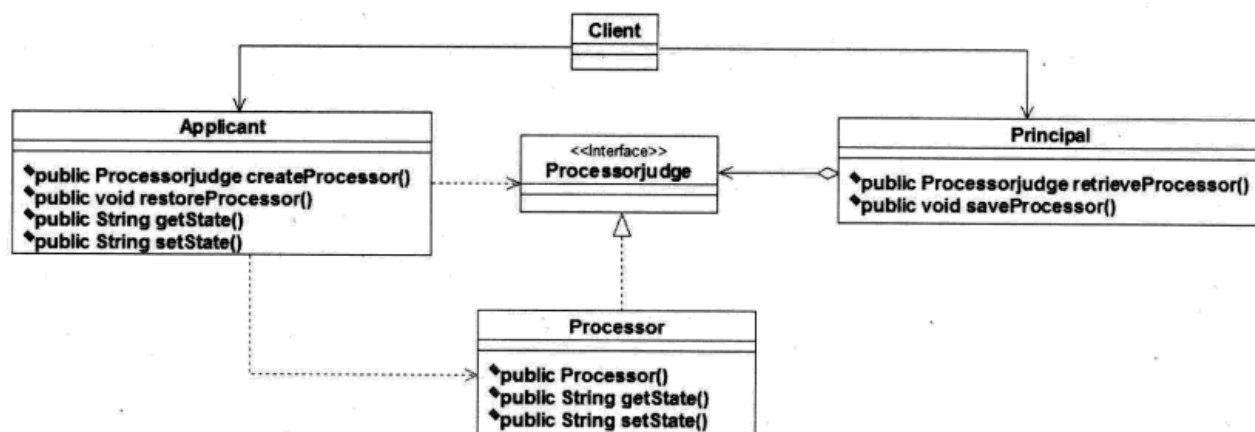 Client
Applicant
public Processorjudge createProcessor()
public void restoreProcessor()
public String getState()
public String setState()
<<Interface>>
Processorjudge
Principal
public Processorjudge retrieveProcessor()
public void saveProcessor()
Processor
public Processor()
public String getState()
public String setState()